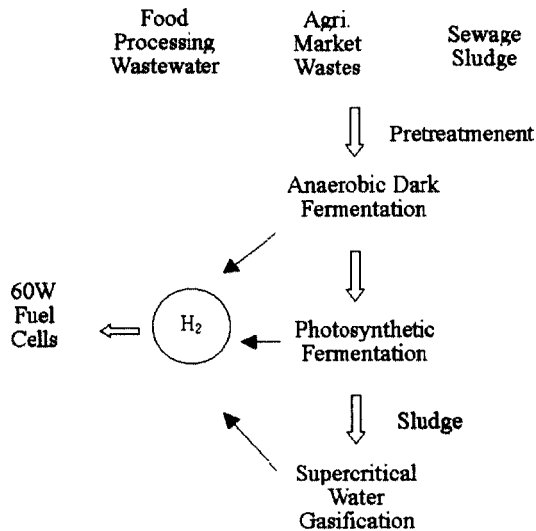 Food
Processing
Wastewater
Agri.
Market
Wastes
Sewage
Sludge
Pretreatmenent
Anaerobic Dark
Fermentation
60W
Fuel
Cells
H₂
Photosynthetic
Fermentation
Sludge
Supercritical
Water
Gasification